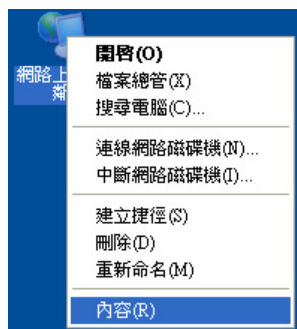 網路上
鄰
開啓(O)
檔案總管(X)
搜尋電腦(C)...
連線網路磁碟機(N)...
中斷網路磁碟機(I)...
建立捷徑(S)
刪除(D)
重新命名(M)
內容(R)